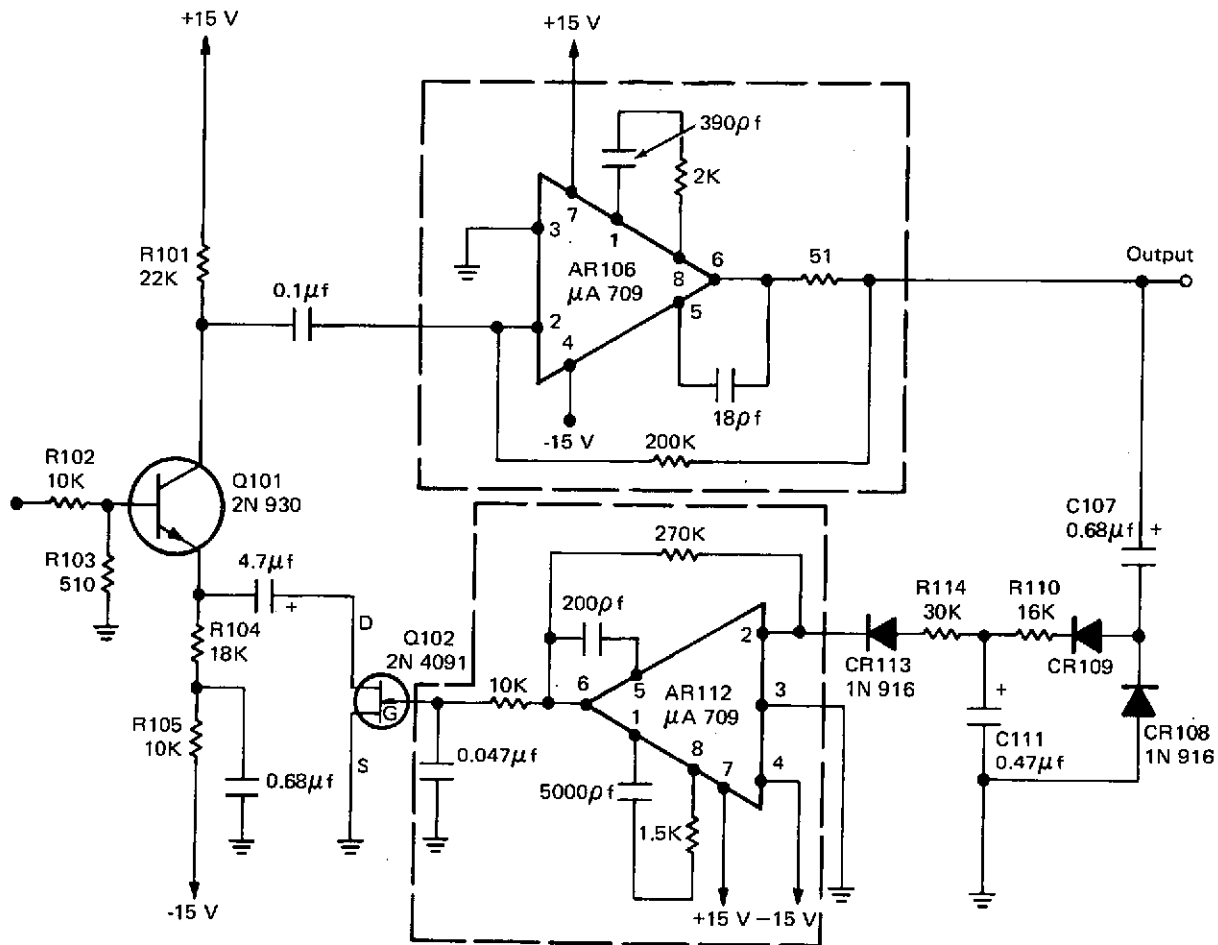 +15 V
+15 V
390ρf
2K
7
3
1
R101
22K
AR106
μA 709
8
6
51
Output
0.1μf
2
5
4
18ρf
-15 V
200K
R102
10K
Q101
2N 930
R103
510
4.7μf
+
270K
C107
0.68μf
+
R104
18K
D
Q102
2N 4091
200ρf
2
R114
30K
R110
16K
G
10K
6
5
AR112
μA 709
3
CR113
1N 916
CR109
R105
10K
S
1
8
7
4
+
C111
0.47μf
CR108
1N 916
0.68μf
0.047μf
5000ρf
1.5K
-15 V
+15 V
-15 V